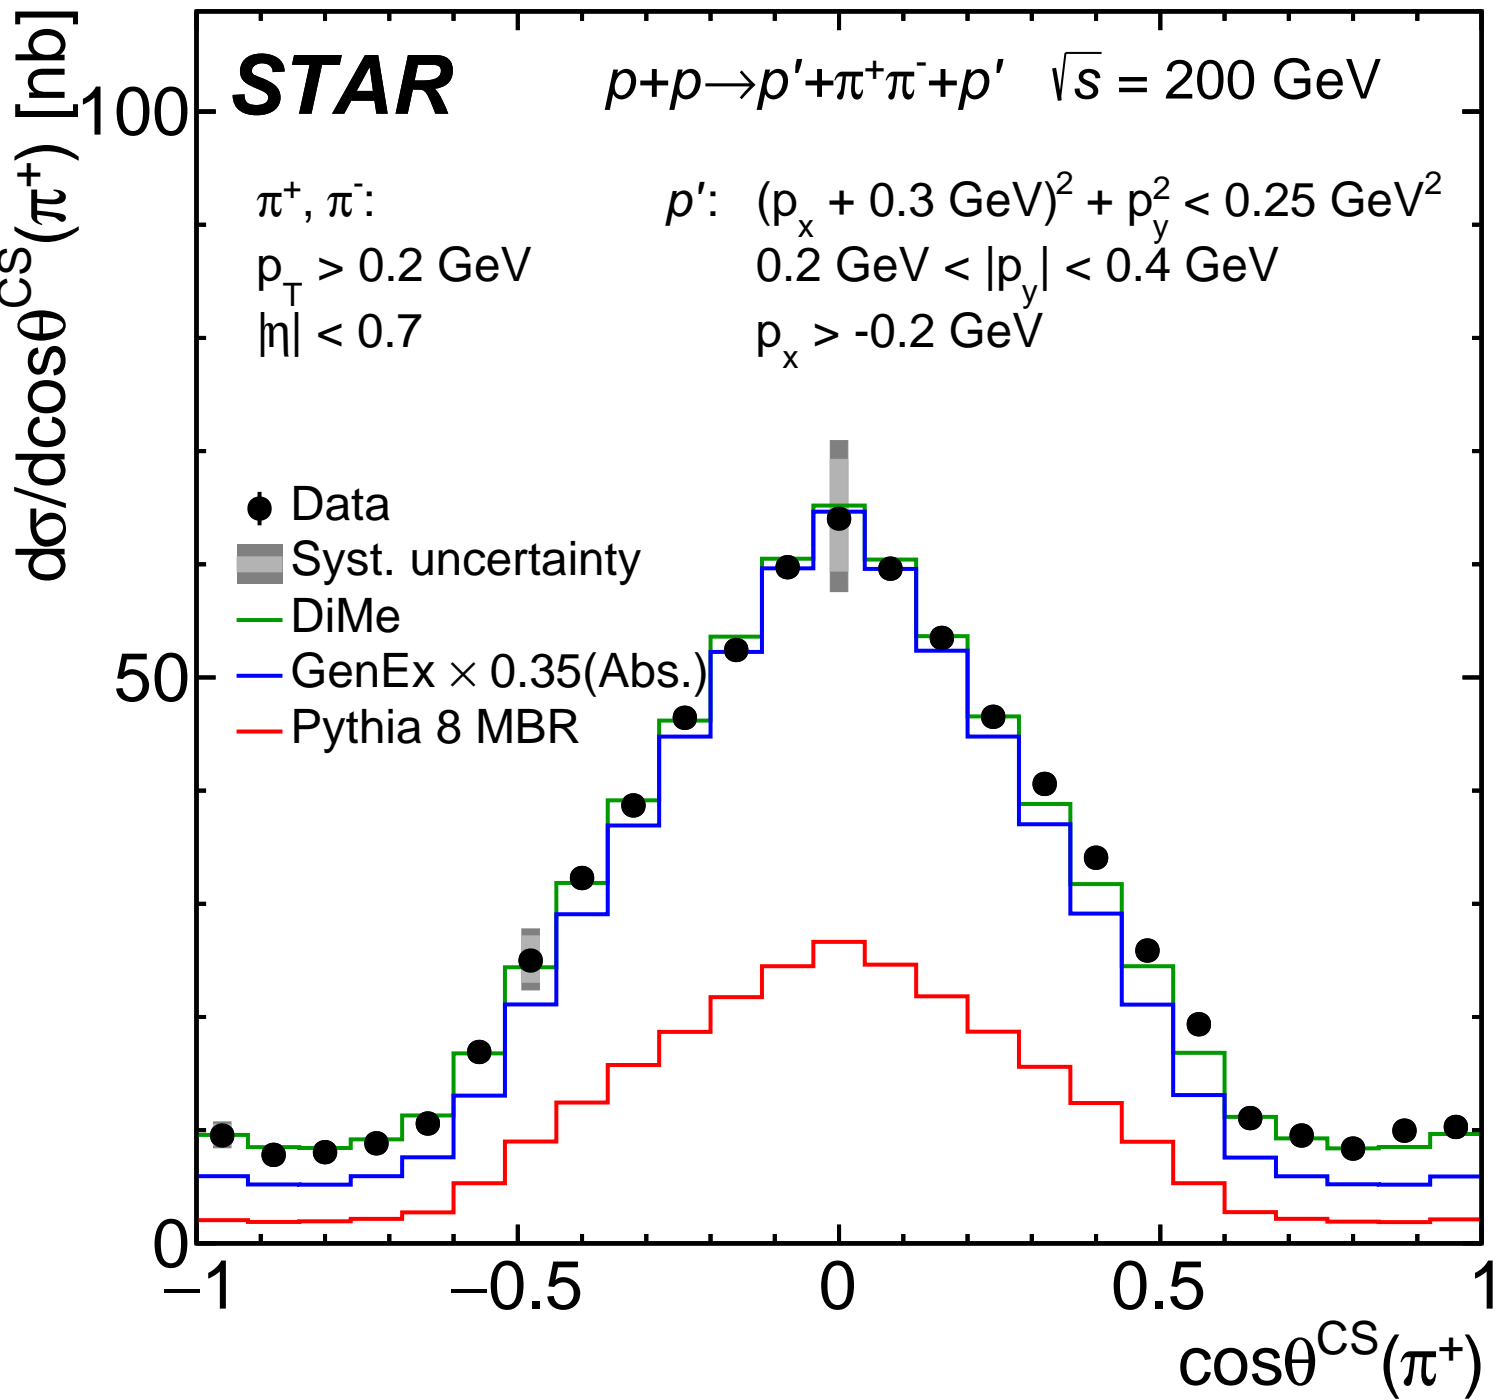 STAR p+p→p′+π⁺π⁻+p′ √s = 200 GeV
π⁺, π⁻: p′: (pₓ + 0.3 GeV)² + p_y² < 0.25 GeV²
p_T > 0.2 GeV 0.2 GeV < |p_y| < 0.4 GeV
|η| < 0.7 pₓ > -0.2 GeV
Data
Syst. uncertainty
DiMe
GenEx × 0.35(Abs.)
Pythia 8 MBR
dσ/dcosθ^CS(π⁺) [nb]
100
50
0
−1 −0.5 0 0.5 1
cosθ^CS(π⁺)